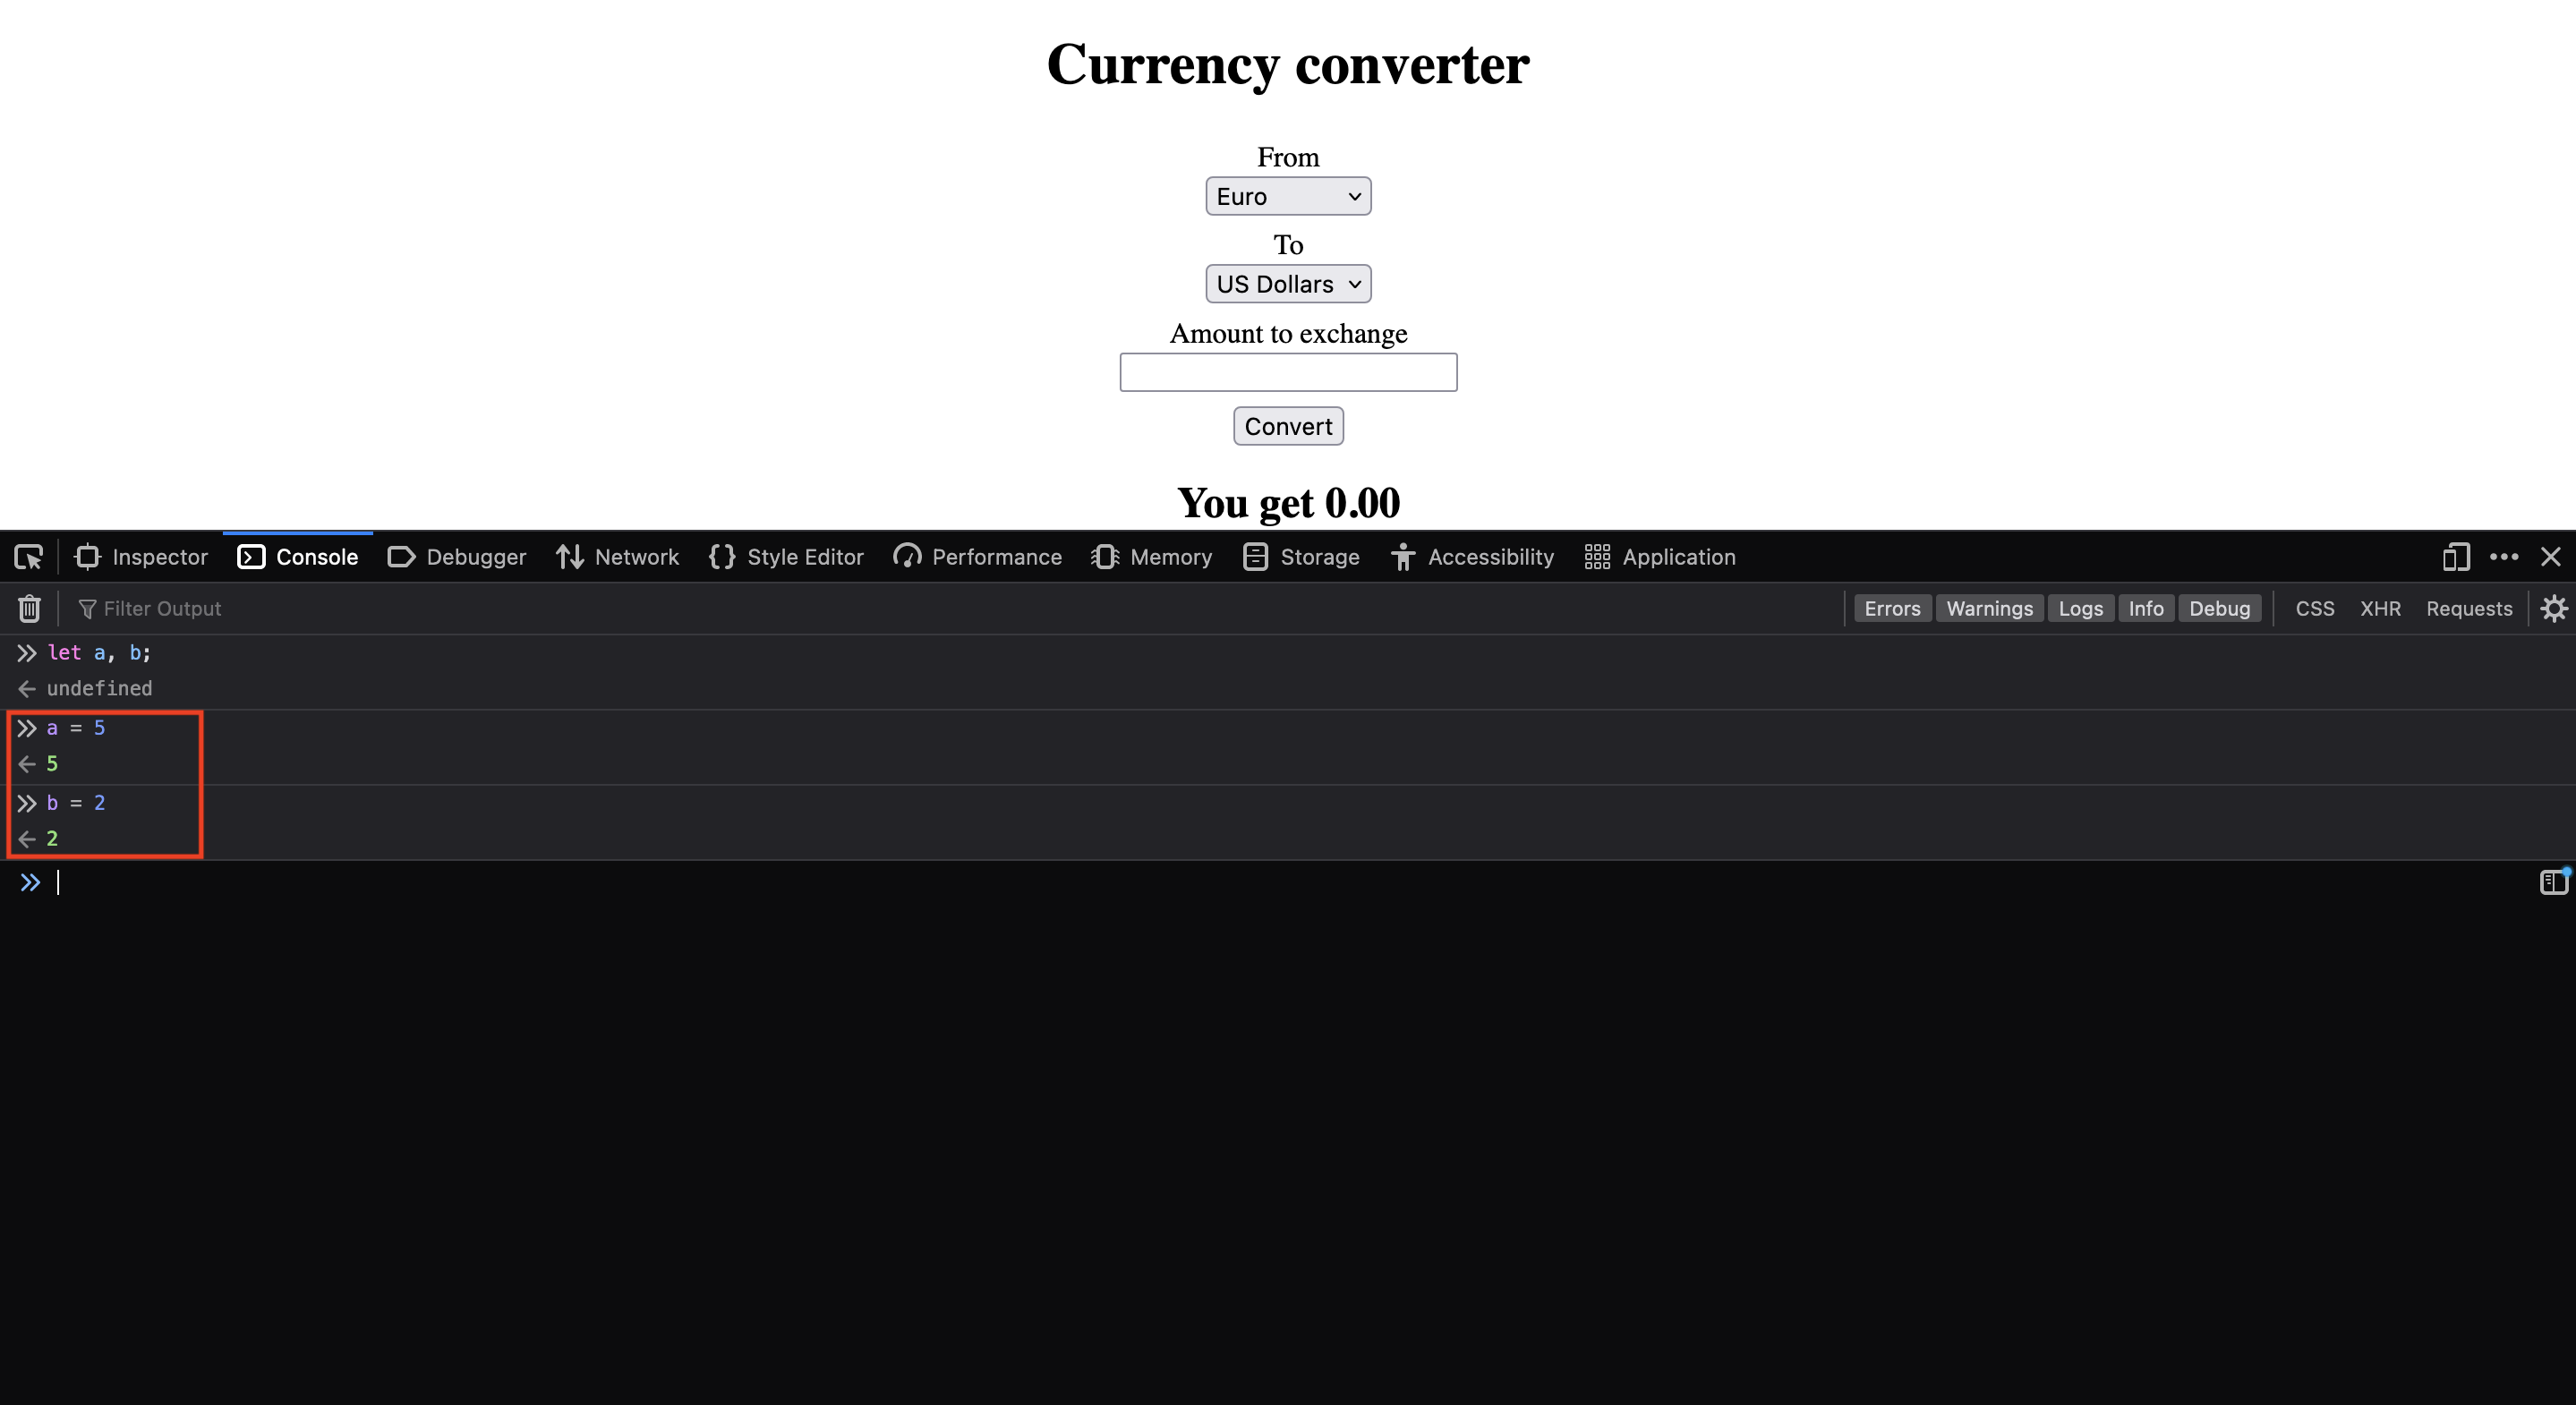 Currency converter
From
Euro
To
US Dollars
Amount to exchange
Convert
You get 0.00
Inspector Console Debugger Network Style Editor Performance Memory Storage Accessibility Application
Filter Output Errors Warnings Logs Info Debug CSS XHR Requests
let a, b;
undefined
a = 5
5
b = 2
2